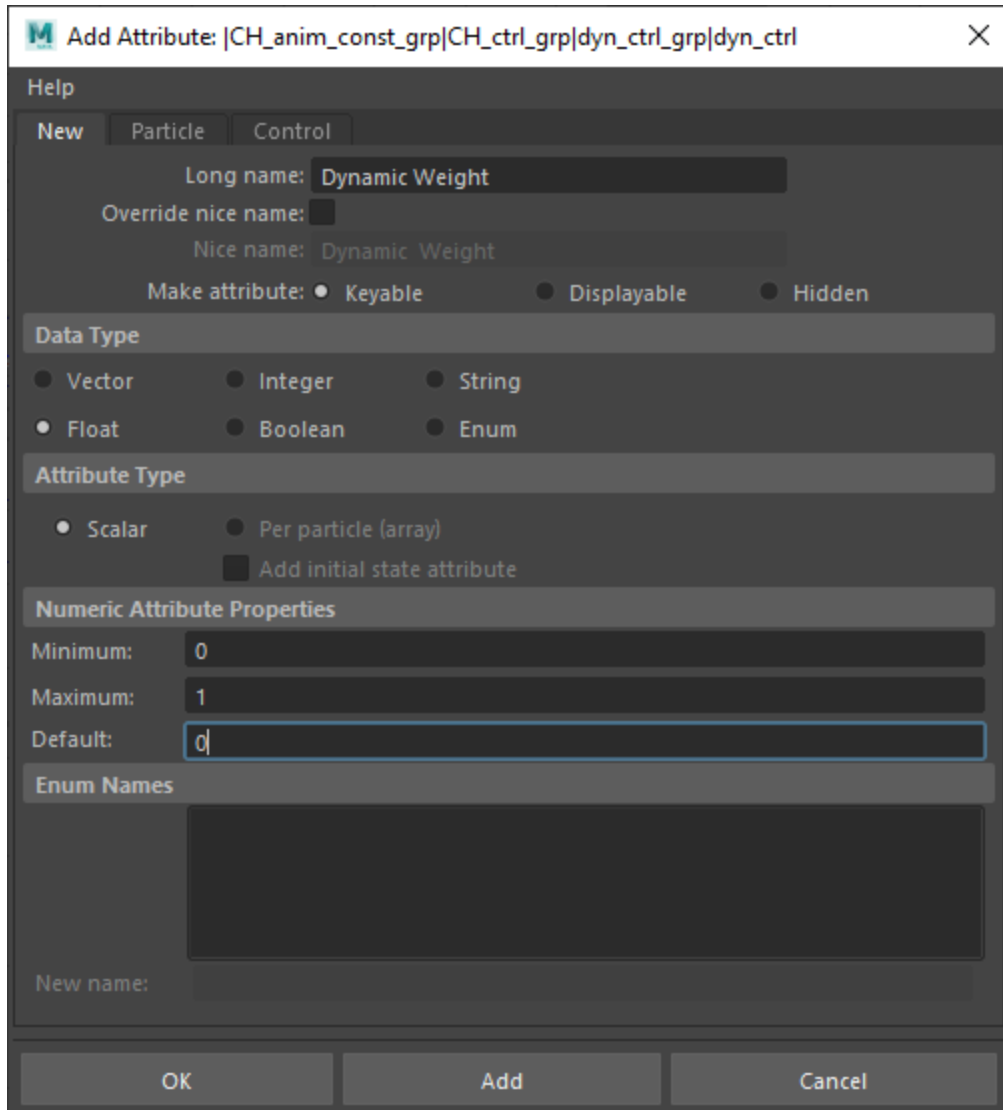 M Add Attribute: |CH_anim_const_grp|CH_ctrl_grp|dyn_ctrl_grp|dyn_ctrl
Help
New Particle Control
Long name: Dynamic Weight
Override nice name:
Nice name: Dynamic  Weight
Make attribute: Keyable Displayable Hidden
Data Type
Vector Integer String
Float Boolean Enum
Attribute Type
Scalar Per particle (array)
Add initial state attribute
Numeric Attribute Properties
Minimum: 0
Maximum: 1
Default: 0
Enum Names
New name:
OK Add Cancel